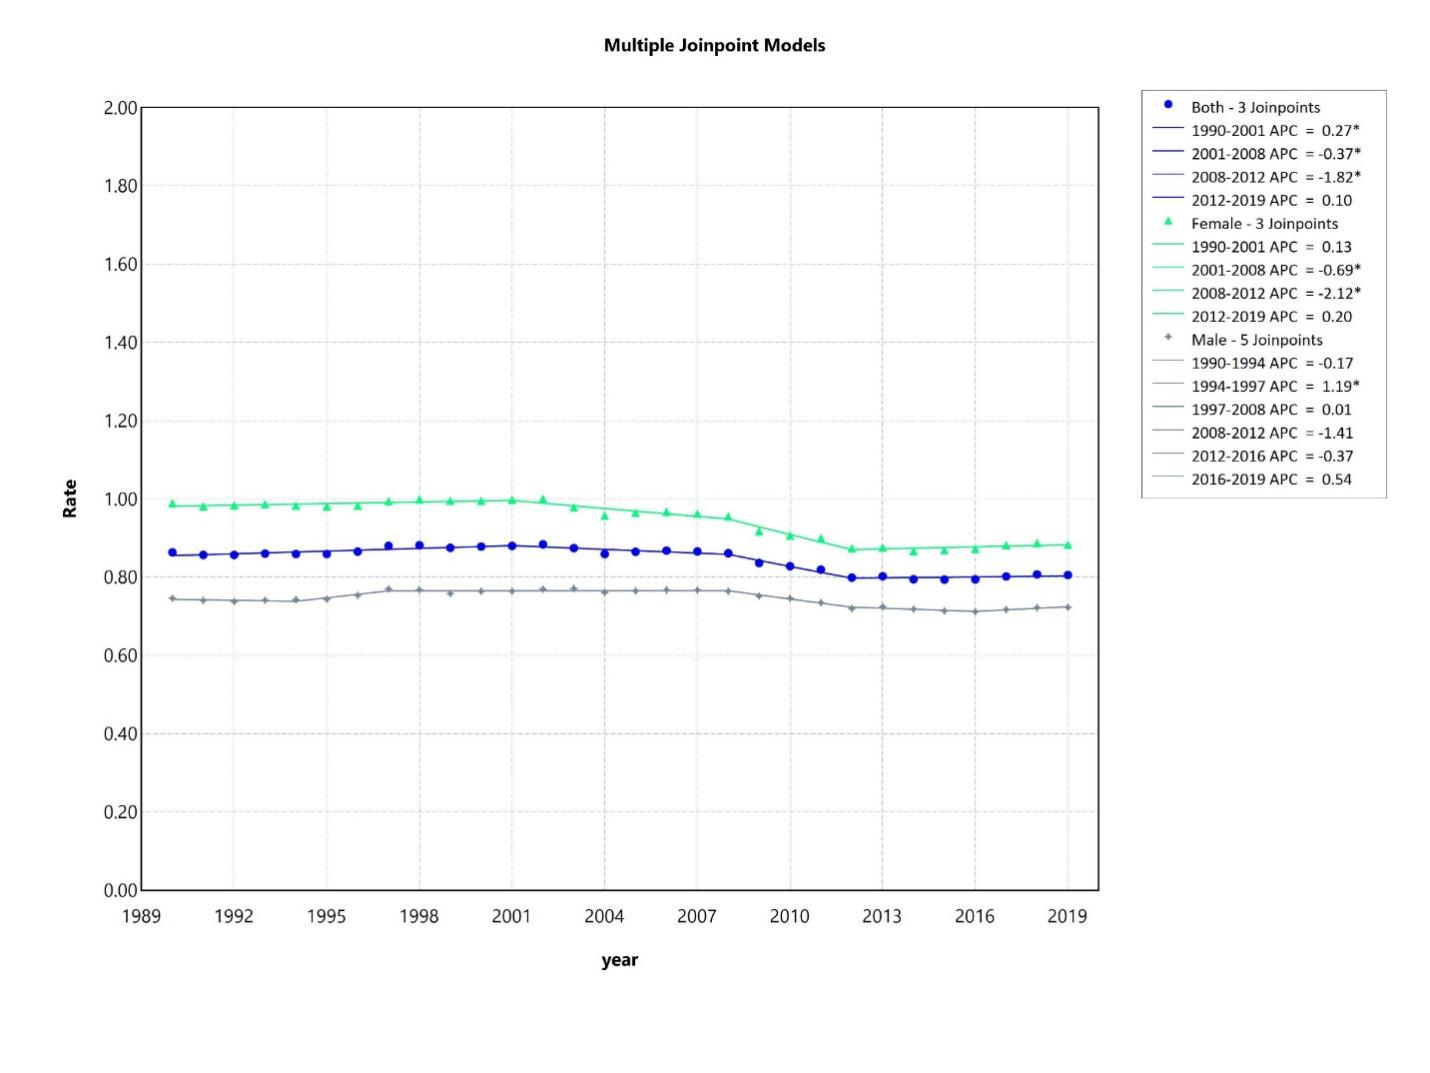 Multiple Joinpoint Models
2.00
1.80
1.60
1.40
1.20
1.00
0.80
0.60
0.40
0.20
0.00
Rate
1989 1992 1995 1998 2001 2004 2007 2010 2013 2016 2019
year
Both - 3 Joinpoints
1990-2001 APC = 0.27*
2001-2008 APC = -0.37*
2008-2012 APC = -1.82*
2012-2019 APC = 0.10
Female - 3 Joinpoints
1990-2001 APC = 0.13
2001-2008 APC = -0.69*
2008-2012 APC = -2.12*
2012-2019 APC = 0.20
Male - 5 Joinpoints
1990-1994 APC = -0.17
1994-1997 APC = 1.19*
1997-2008 APC = 0.01
2008-2012 APC = -1.41
2012-2016 APC = -0.37
2016-2019 APC = 0.54